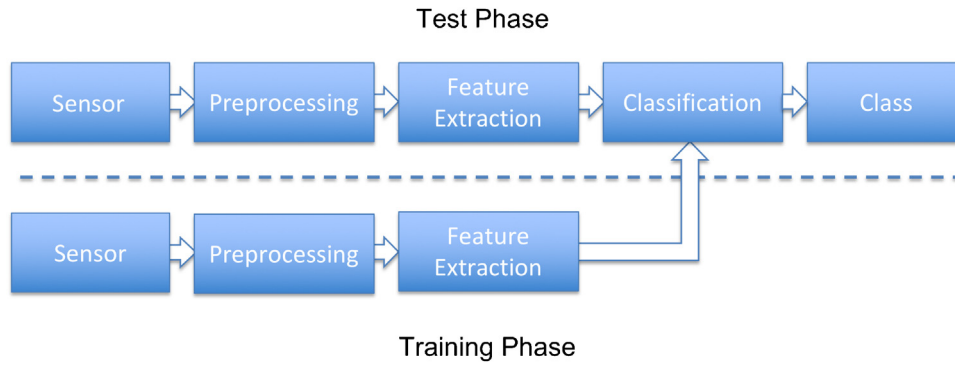 Test Phase
Sensor
Preprocessing
Feature
Extraction
Classification
Class
Sensor
Preprocessing
Feature
Extraction
Training Phase